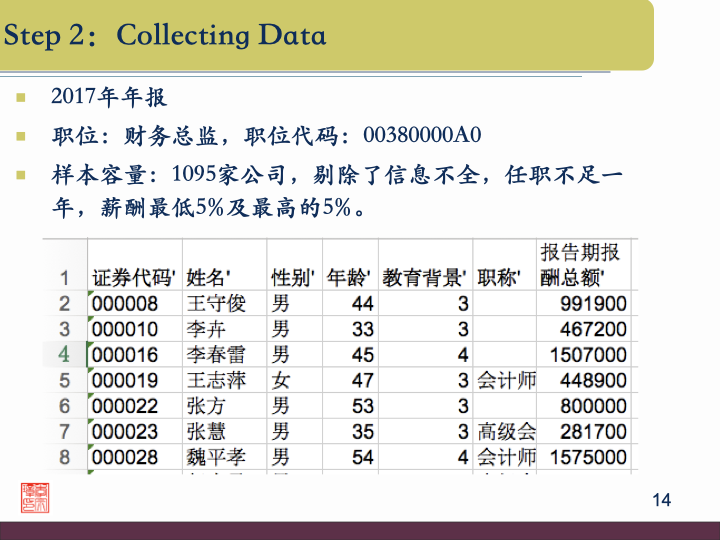 Step 2：Collecting Data
2017年年报
职位：财务总监，职位代码：00380000A0
样本容量：1095家公司，剔除了信息不全，任职不足一
年，薪酬最低5%及最高的5%。
报告期报
1 证券代码' 姓名' 性别' 年龄' 教育背景' 职称' 酬总额'
2 000008 王守俊 男 44 3 991900
3 000010 李卉 男 33 3 467200
4 000016 李春雷 男 45 4 1507000
5 000019 王志萍 女 47 3 会计师 448900
6 000022 张方 男 53 3 800000
7 000023 张慧 男 35 3 高级会 281700
8 000028 魏平孝 男 54 4 会计师 1575000
14